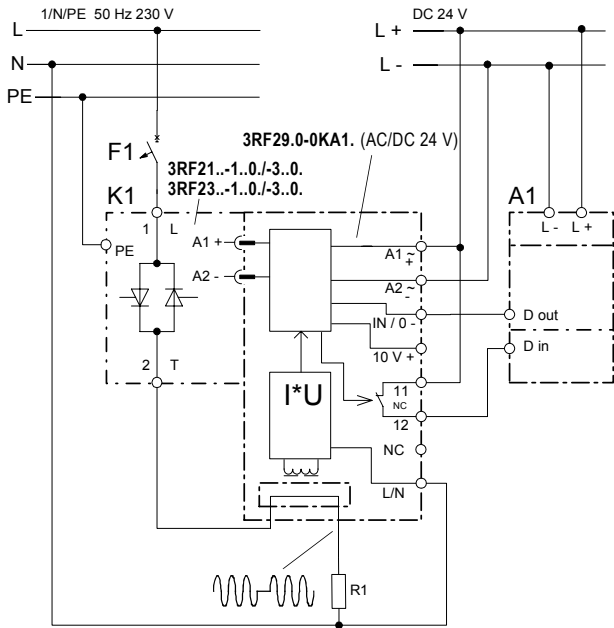 1/N/PE 50 Hz 230 V
DC 24 V
L
L +
N
L -
PE
3RF29.0-0KA1. (AC/DC 24 V)
F1
3RF21..-1..0./-3..0.
3RF23..-1..0./-3..0.
K1
A1
1 L
A1 +
L - L +
PE
A1 ~
+
A2 -
A2 ~
-
IN / 0 -
D out
10 V +
D in
2 T
11
I*U
NC
12
NC
L/N
R1